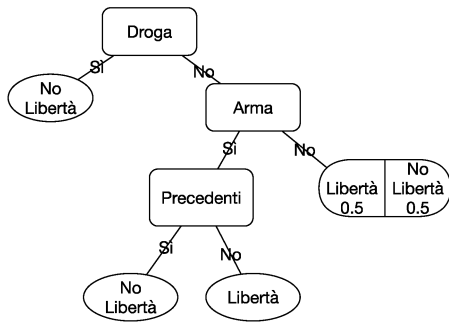 Droga
Sì
No
No
Libertà
Arma
Si
No
Precedenti
Libertà
0.5
No
Libertà
0.5
Si
No
No
Libertà
Libertà